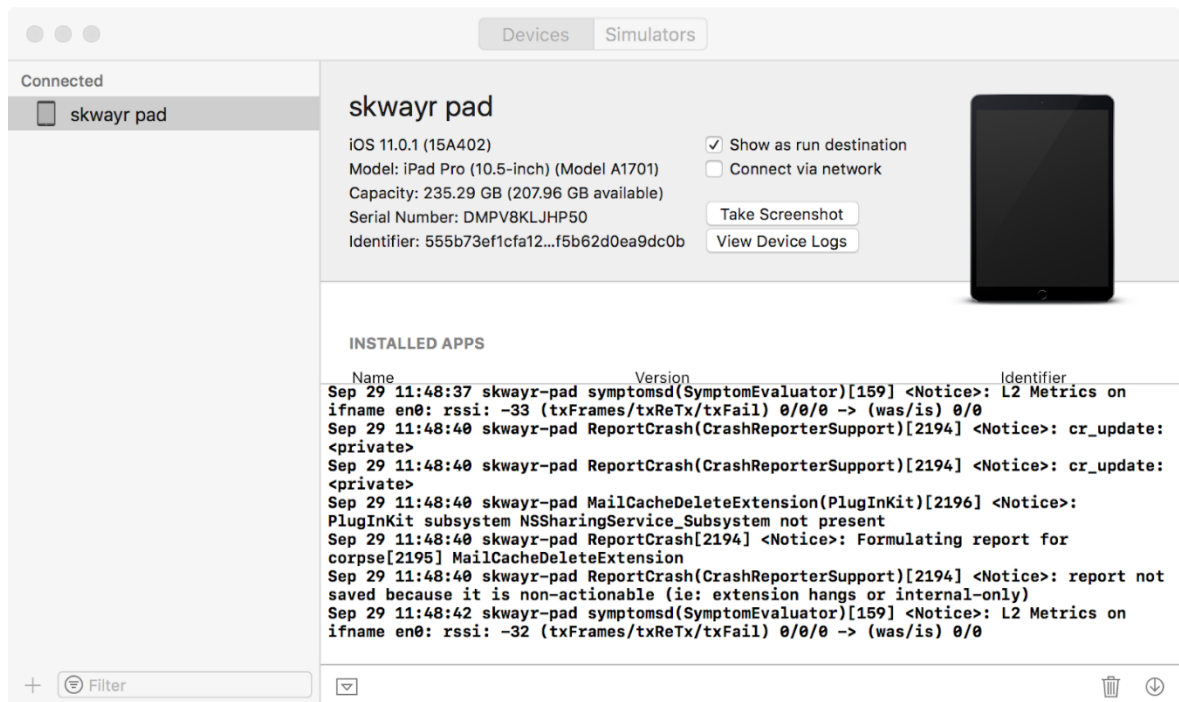 Devices Simulators
Connected
skwayr pad
skwayr pad
iOS 11.0.1 (15A402)
Model: iPad Pro (10.5-inch) (Model A1701)
Capacity: 235.29 GB (207.96 GB available)
Serial Number: DMPV8KLJHP50
Identifier: 555b73ef1cfa12...f5b62d0ea9dc0b
Show as run destination
Connect via network
Take Screenshot
View Device Logs
INSTALLED APPS
Name Version Identifier
Sep 29 11:48:37 skwayr-pad symptomsd(SymptomEvaluator)[159] <Notice>: L2 Metrics on
ifname en0: rssi: -33 (txFrames/txReTx/txFail) 0/0/0 -> (was/is) 0/0
Sep 29 11:48:40 skwayr-pad ReportCrash(CrashReporterSupport)[2194] <Notice>: cr_update:
<private>
Sep 29 11:48:40 skwayr-pad ReportCrash(CrashReporterSupport)[2194] <Notice>: cr_update:
<private>
Sep 29 11:48:40 skwayr-pad MailCacheDeleteExtension(PlugInKit)[2196] <Notice>:
PlugInKit subsystem NSSharingService_Subsystem not present
Sep 29 11:48:40 skwayr-pad ReportCrash[2194] <Notice>: Formulating report for
corpse[2195] MailCacheDeleteExtension
Sep 29 11:48:40 skwayr-pad ReportCrash(CrashReporterSupport)[2194] <Notice>: report not
saved because it is non-actionable (ie: extension hangs or internal-only)
Sep 29 11:48:42 skwayr-pad symptomsd(SymptomEvaluator)[159] <Notice>: L2 Metrics on
ifname en0: rssi: -32 (txFrames/txReTx/txFail) 0/0/0 -> (was/is) 0/0
Filter